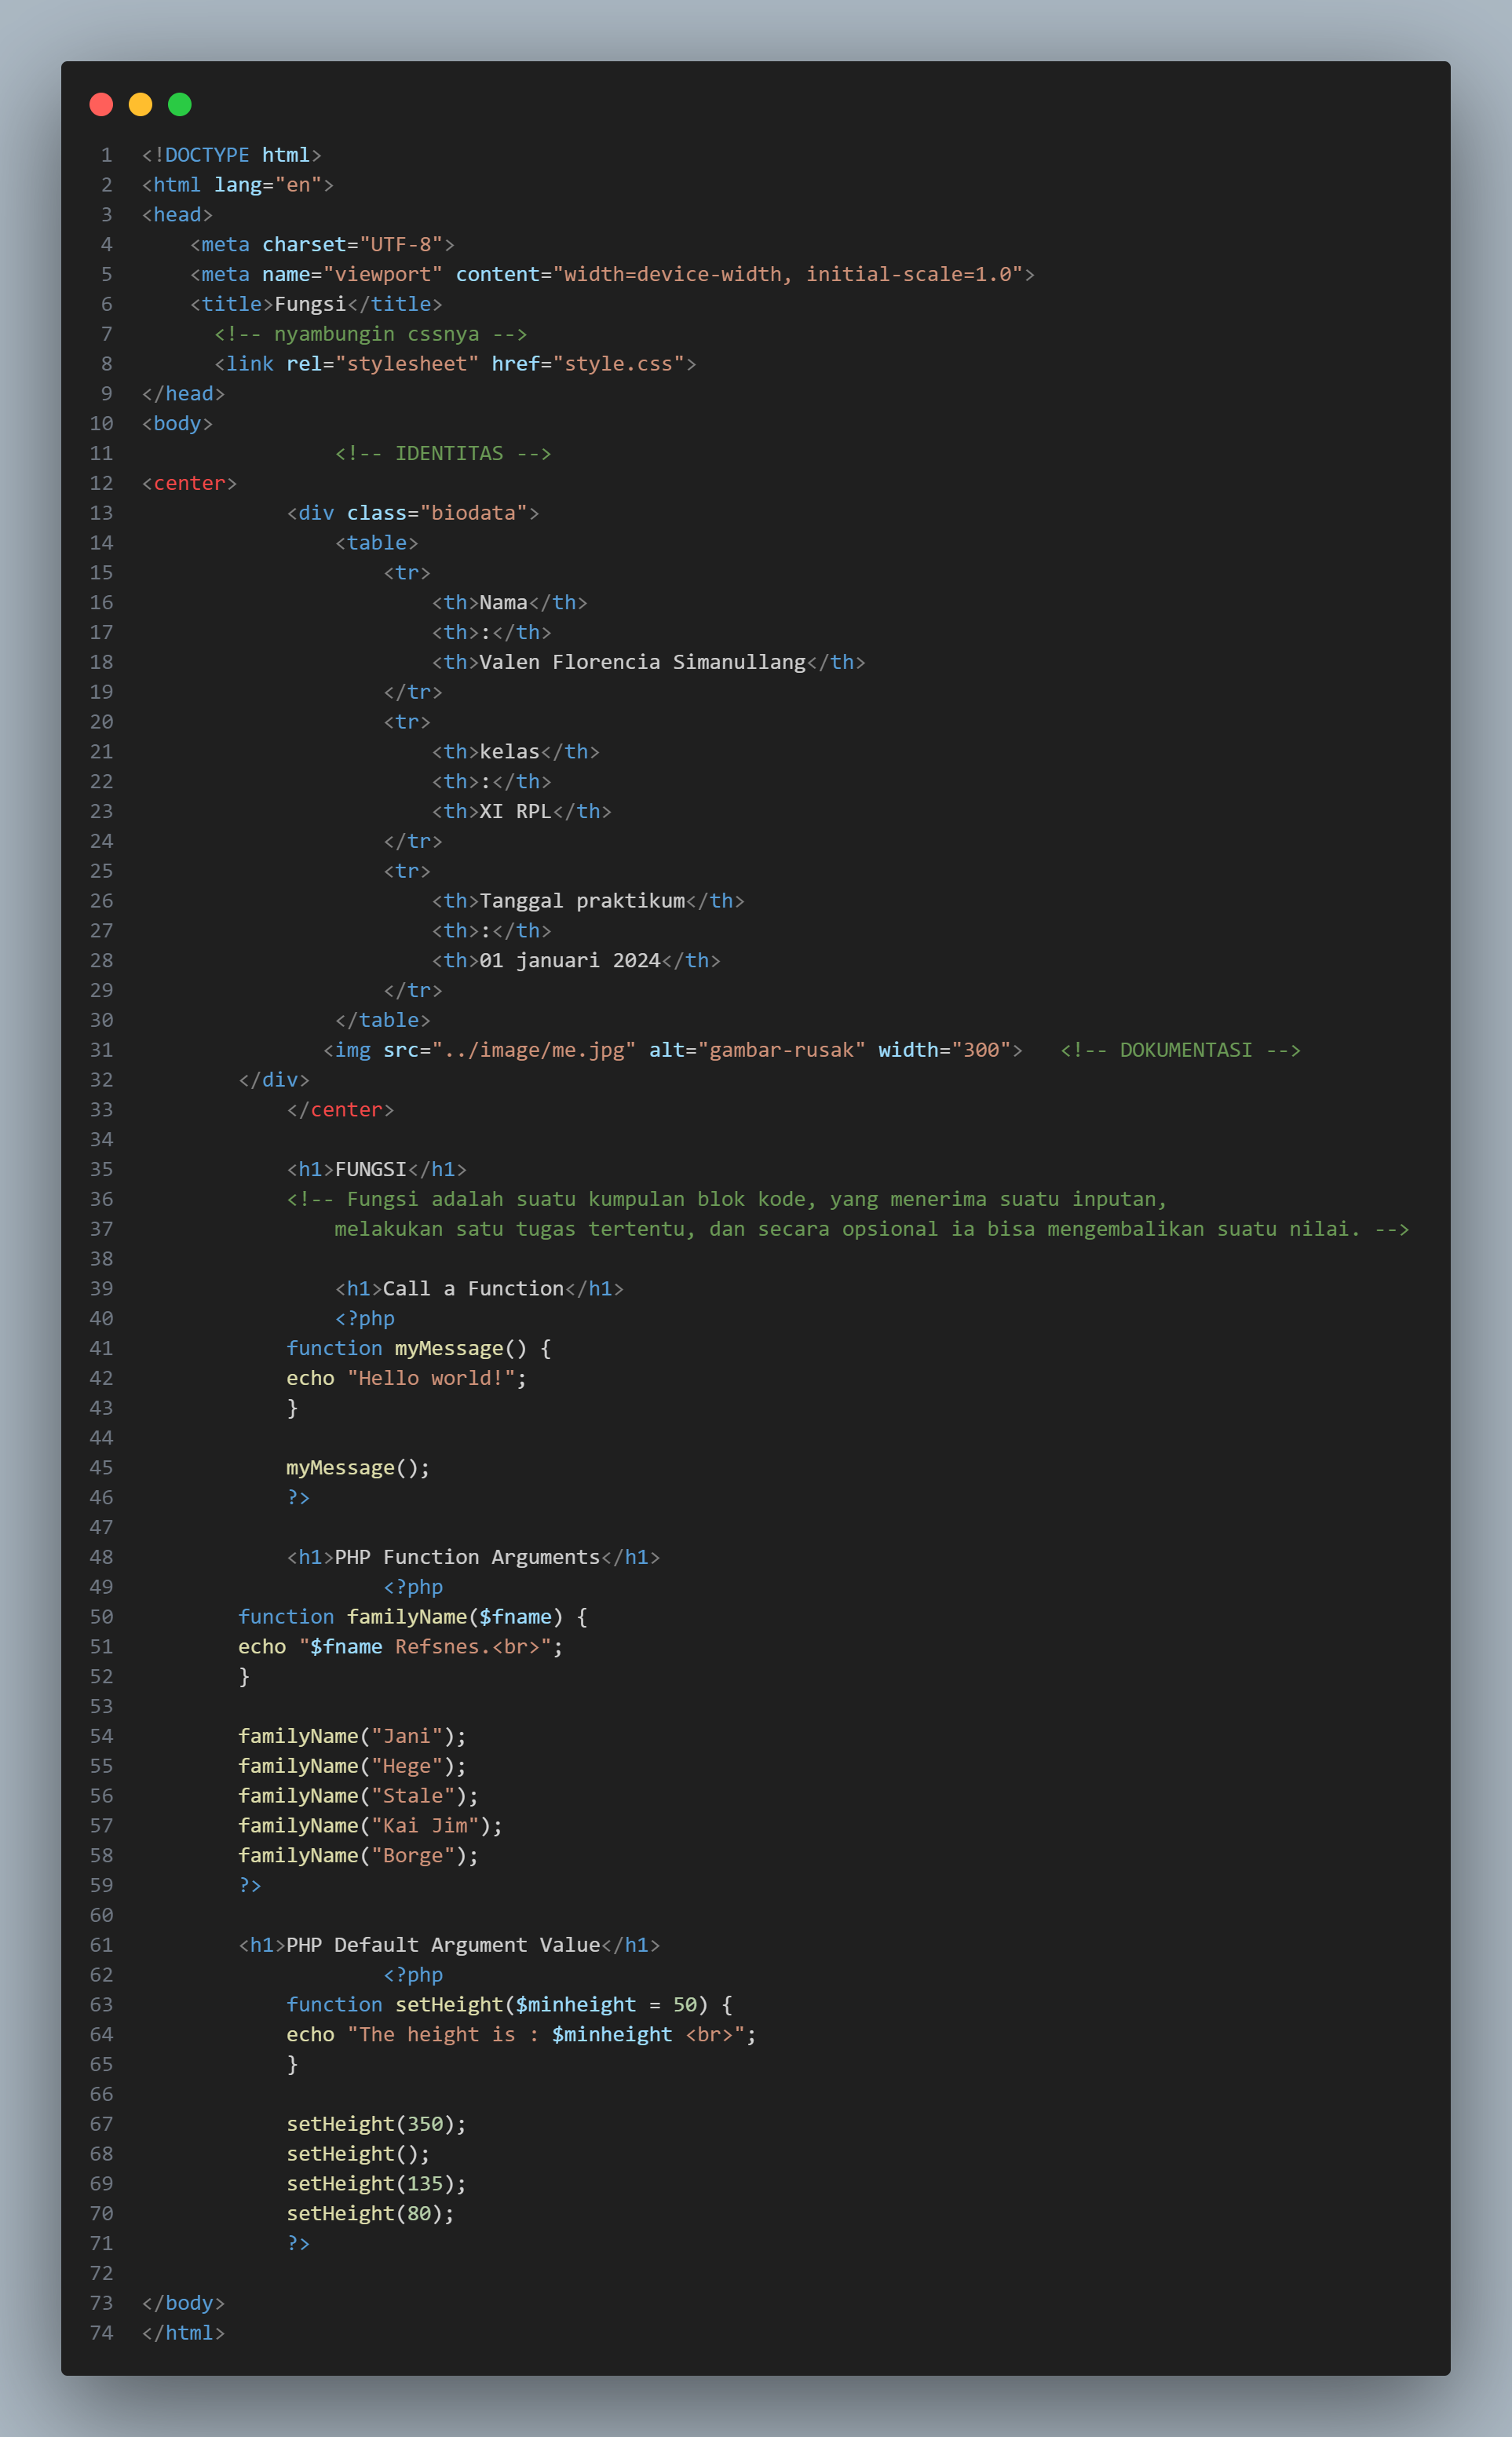 1 <!DOCTYPE html>
2 <html lang="en">
3 <head>
4     <meta charset="UTF-8">
5     <meta name="viewport" content="width=device-width, initial-scale=1.0">
6     <title>Fungsi</title>
7       <!-- nyambungin cssnya -->
8       <link rel="stylesheet" href="style.css">
9 </head>
10 <body>
11                 <!-- IDENTITAS -->
12 <center>
13             <div class="biodata">
14                 <table>
15                     <tr>
16                         <th>Nama</th>
17                         <th>:</th>
18                         <th>Valen Florencia Simanullang</th>
19                     </tr>
20                     <tr>
21                         <th>kelas</th>
22                         <th>:</th>
23                         <th>XI RPL</th>
24                     </tr>
25                     <tr>
26                         <th>Tanggal praktikum</th>
27                         <th>:</th>
28                         <th>01 januari 2024</th>
29                     </tr>
30                 </table>
31                <img src="../image/me.jpg" alt="gambar-rusak" width="300">   <!-- DOKUMENTASI -->
32         </div>
33             </center>
34
35             <h1>FUNGSI</h1>
36             <!-- Fungsi adalah suatu kumpulan blok kode, yang menerima suatu inputan,
37                 melakukan satu tugas tertentu, dan secara opsional ia bisa mengembalikan suatu nilai. -->
38
39                 <h1>Call a Function</h1>
40                 <?php
41             function myMessage() {
42             echo "Hello world!";
43             }
44
45             myMessage();
46             ?>
47
48             <h1>PHP Function Arguments</h1>
49                     <?php
50         function familyName($fname) {
51         echo "$fname Refsnes.<br>";
52         }
53
54         familyName("Jani");
55         familyName("Hege");
56         familyName("Stale");
57         familyName("Kai Jim");
58         familyName("Borge");
59         ?>
60
61         <h1>PHP Default Argument Value</h1>
62                     <?php
63             function setHeight($minheight = 50) {
64             echo "The height is : $minheight <br>";
65             }
66
67             setHeight(350);
68             setHeight();
69             setHeight(135);
70             setHeight(80);
71             ?>
72
73 </body>
74 </html>